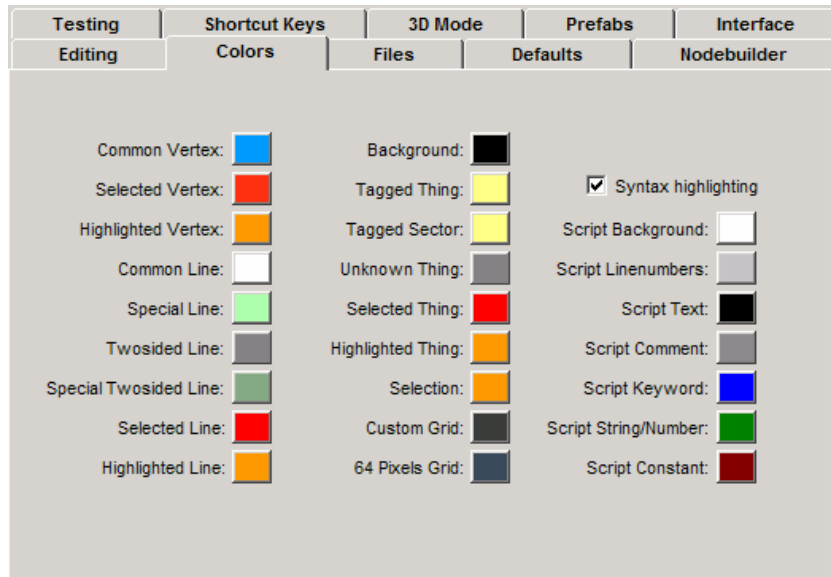 Testing Shortcut Keys 3D Mode Prefabs Interface
Editing Colors Files Defaults Nodebuilder
Common Vertex: Background:
Selected Vertex: Tagged Thing: Syntax highlighting
Highlighted Vertex: Tagged Sector: Script Background:
Common Line: Unknown Thing: Script Linenumbers:
Special Line: Selected Thing: Script Text:
Twosided Line: Highlighted Thing: Script Comment:
Special Twosided Line: Selection: Script Keyword:
Selected Line: Custom Grid: Script String/Number:
Highlighted Line: 64 Pixels Grid: Script Constant: